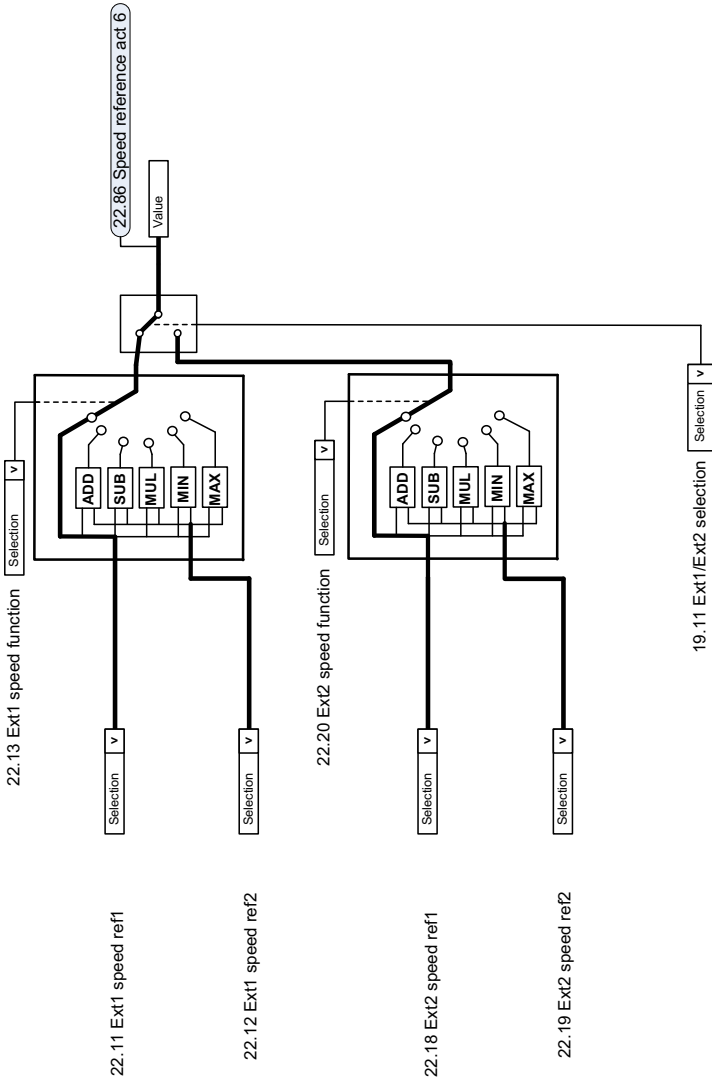 22.86 Speed reference act 6
Value
22.13 Ext1 speed function
Selection v
ADD
SUB
MUL
MIN
MAX
22.11 Ext1 speed ref1
Selection v
22.12 Ext1 speed ref2
Selection v
22.20 Ext2 speed function
Selection v
ADD
SUB
MUL
MIN
MAX
22.18 Ext2 speed ref1
Selection v
22.19 Ext2 speed ref2
Selection v
19.11 Ext1/Ext2 selection
Selection v